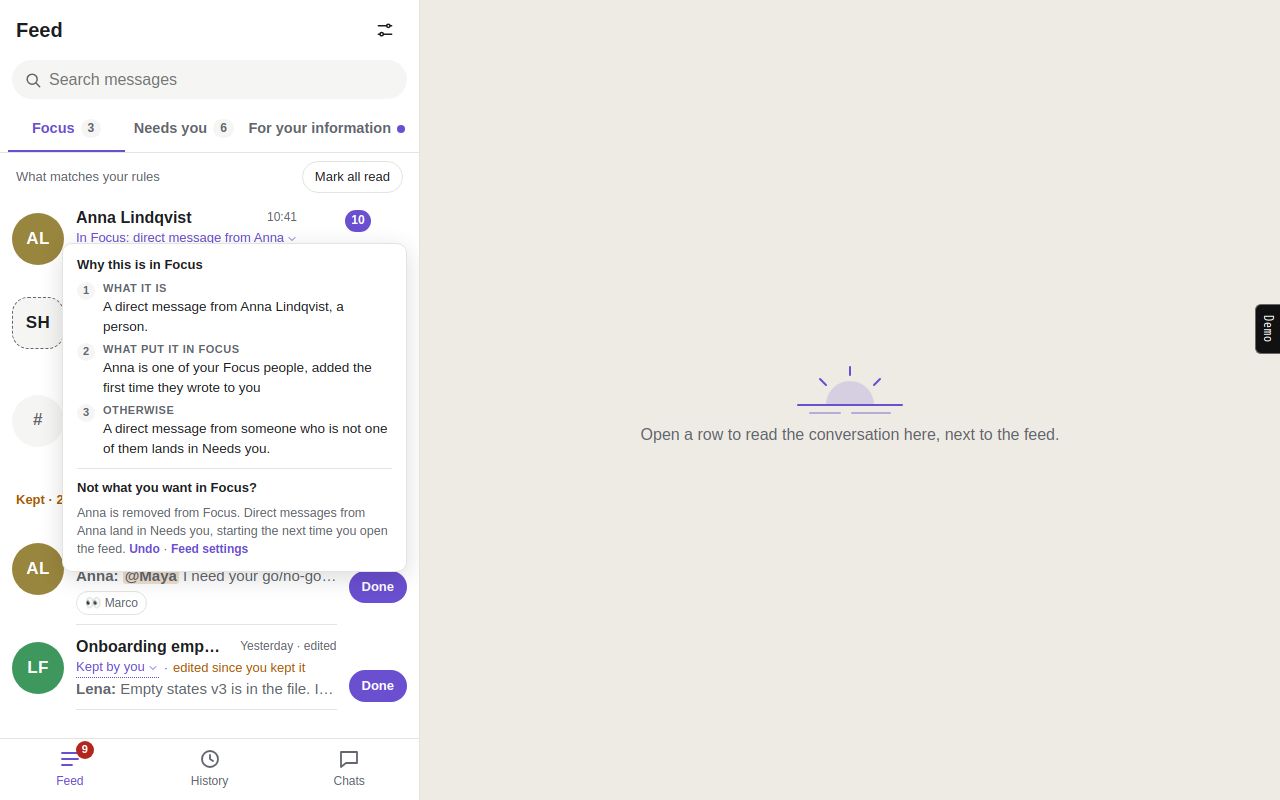 Feed
Search messages
Focus 3 Needs you 6 For your information
What matches your rules Mark all read
AL Anna Lindqvist 10:41 10
In Focus: direct message from Anna
Why this is in Focus
1 WHAT IT IS
A direct message from Anna Lindqvist, a
person.
2 WHAT PUT IT IN FOCUS
Anna is one of your Focus people, added the
first time they wrote to you
3 OTHERWISE
A direct message from someone who is not one
of them lands in Needs you.
Not what you want in Focus?
Anna is removed from Focus. Direct messages from
Anna land in Needs you, starting the next time you open
the feed. Undo · Feed settings
SH
#
Kept · 2
AL
Anna: @Maya I need your go/no-go…
Done
👀 Marco
LF Onboarding emp… Yesterday · edited
Kept by you · edited since you kept it
Lena: Empty states v3 is in the file. I…
Done
9
Feed History Chats
Open a row to read the conversation here, next to the feed.
Demo